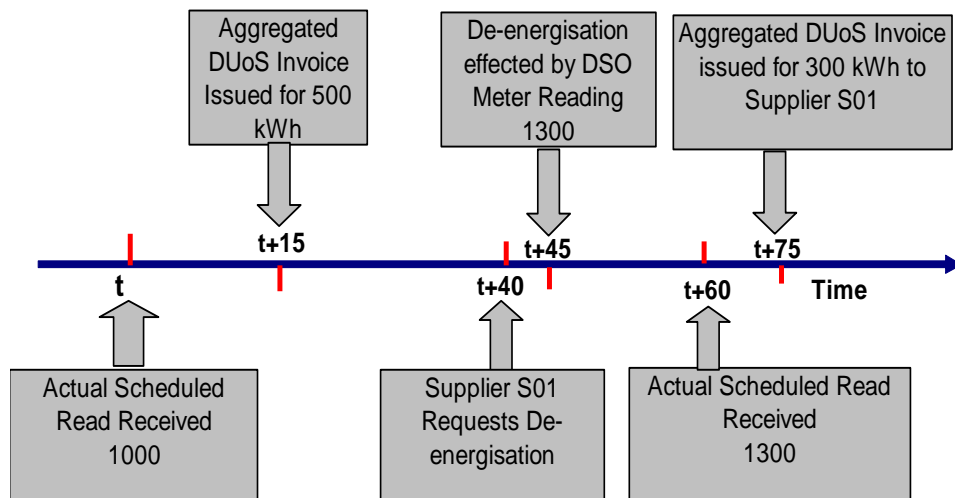 Aggregated
DUoS Invoice
Issued for 500
kWh
De-energisation
effected by DSO
Meter Reading
1300
Aggregated DUoS Invoice
issued for 300 kWh to
Supplier S01
t+15
t+45
t+75
t
t+40
t+60
Time
Actual Scheduled
Read Received
1000
Supplier S01
Requests De-
energisation
Actual Scheduled Read
Received
1300